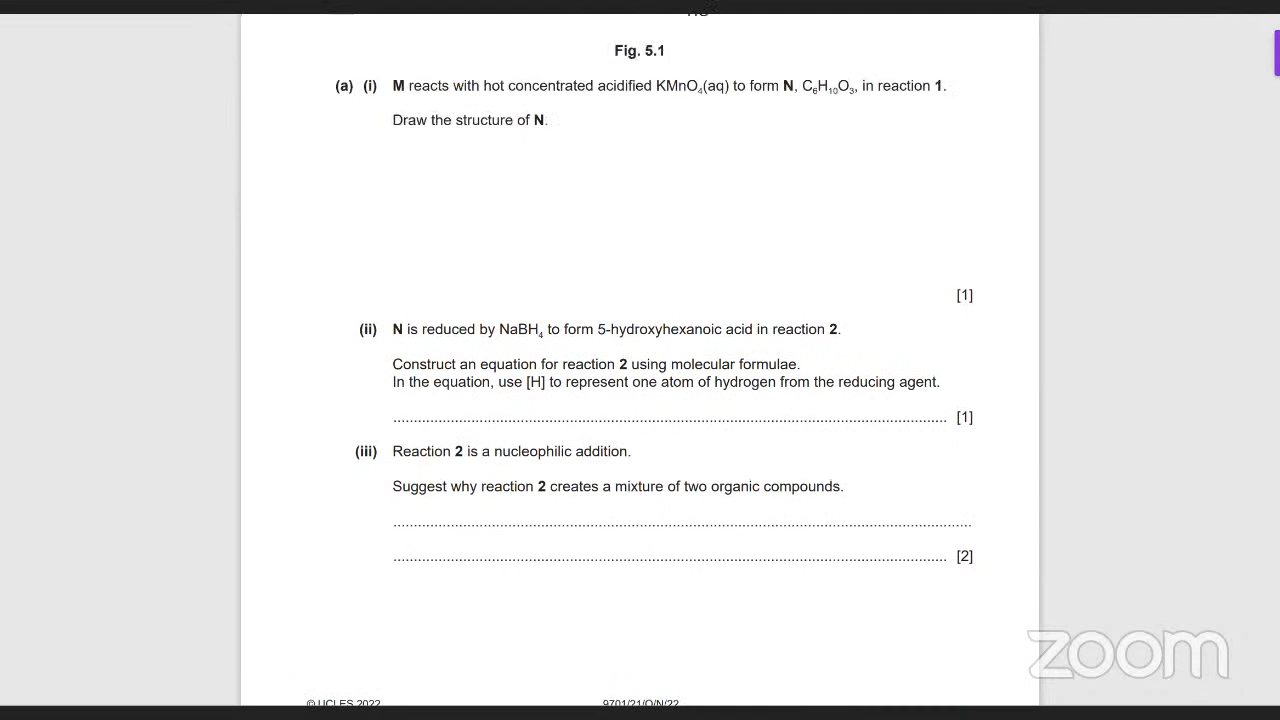 Fig. 5.1
(a) (i) M reacts with hot concentrated acidified KMnO₄(aq) to form N, C₆H₁₀O₃, in reaction 1.
Draw the structure of N.
[1]
(ii) N is reduced by NaBH₄ to form 5-hydroxyhexanoic acid in reaction 2.
Construct an equation for reaction 2 using molecular formulae.
In the equation, use [H] to represent one atom of hydrogen from the reducing agent.
[1]
(iii) Reaction 2 is a nucleophilic addition.
Suggest why reaction 2 creates a mixture of two organic compounds.
[2]
zoom
© UCLES 2022 9701/21/O/N/22